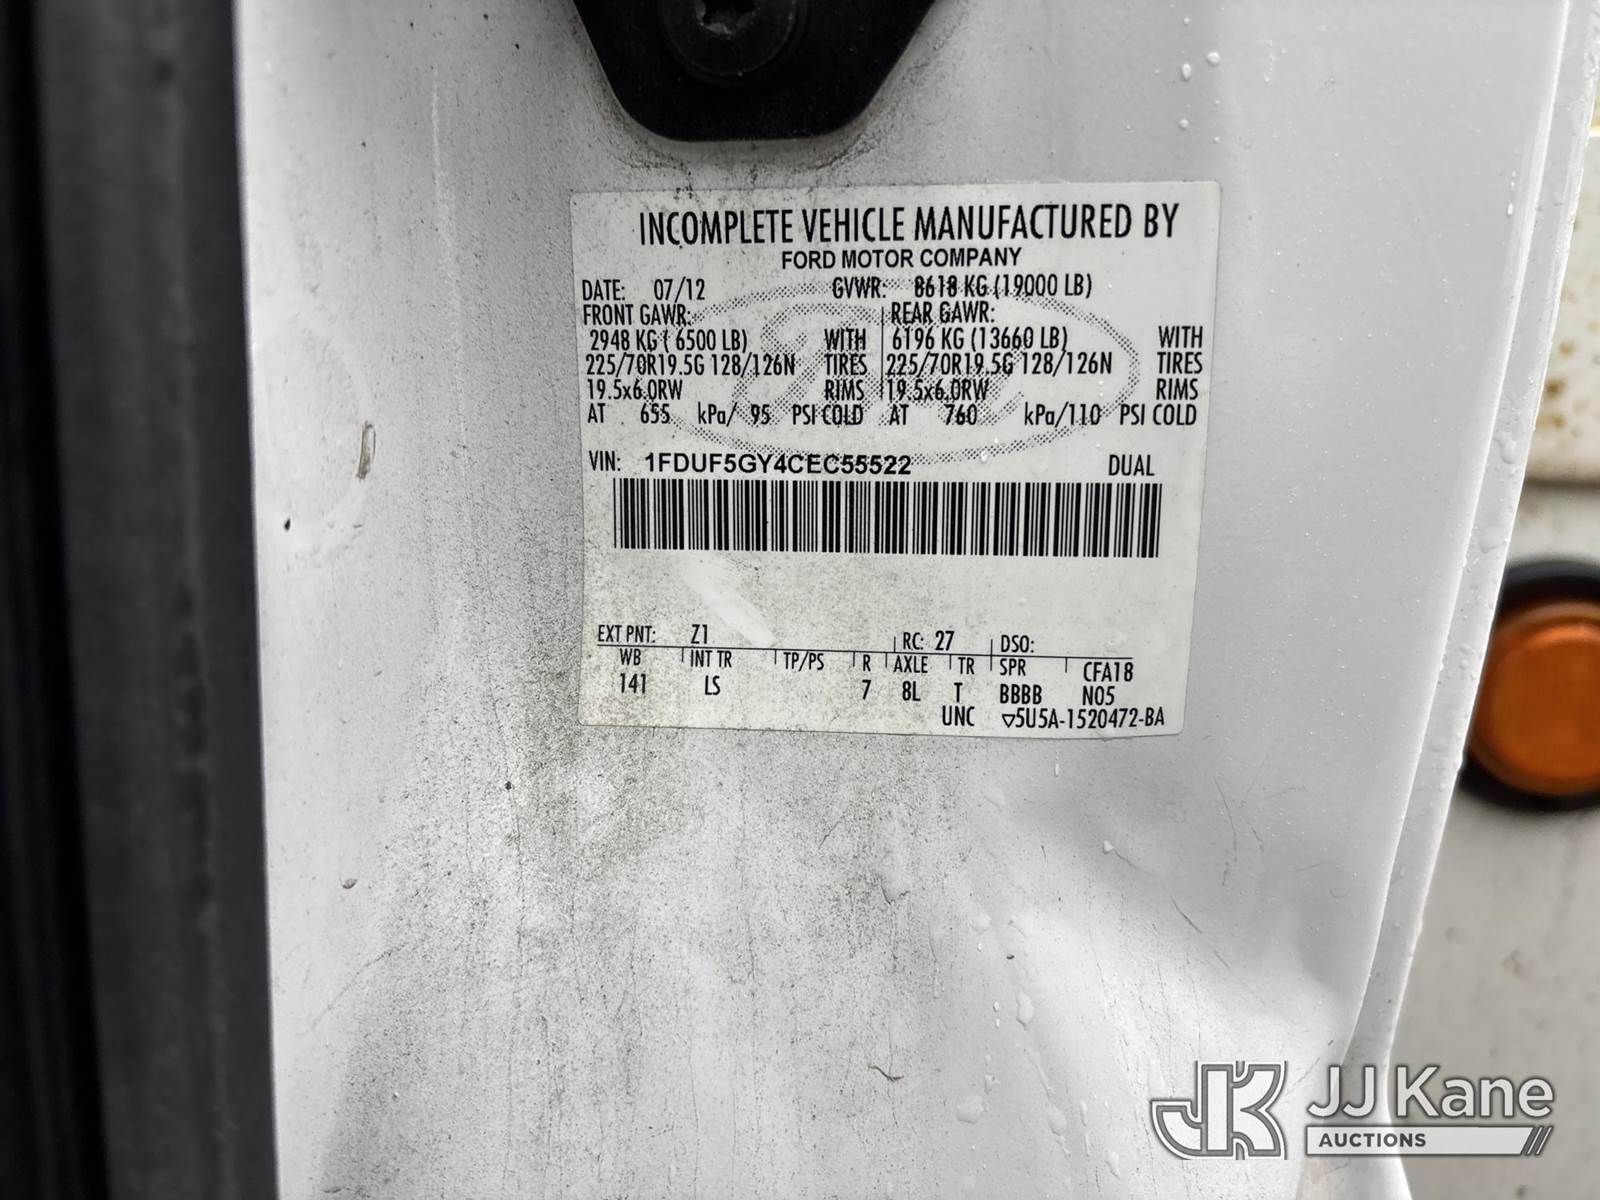 INCOMPLETE VEHICLE MANUFACTURED BY
FORD MOTOR COMPANY
DATE: 07/12 GVWR: 8618 KG (19000 LB)
FRONT GAWR: REAR GAWR:
2948 KG ( 6500 LB) WITH 6196 KG (13660 LB) WITH
225/70R19.5G 128/126N TIRES 225/70R19.5G 128/126N TIRES
19.5x6.0RW RIMS 19.5x6.0RW RIMS
AT 655 kPa/ 95 PSI COLD AT 760 kPa/110 PSI COLD
VIN: 1FDUF5GY4CEC55522 DUAL
EXT PNT: Z1 RC: 27 DSO:
WB INT TR TP/PS R AXLE TR SPR CFA18
141 LS 7 8L T BBBB N05
UNC ▽5U5A-1520472-BA
JK JJ Kane
AUCTIONS